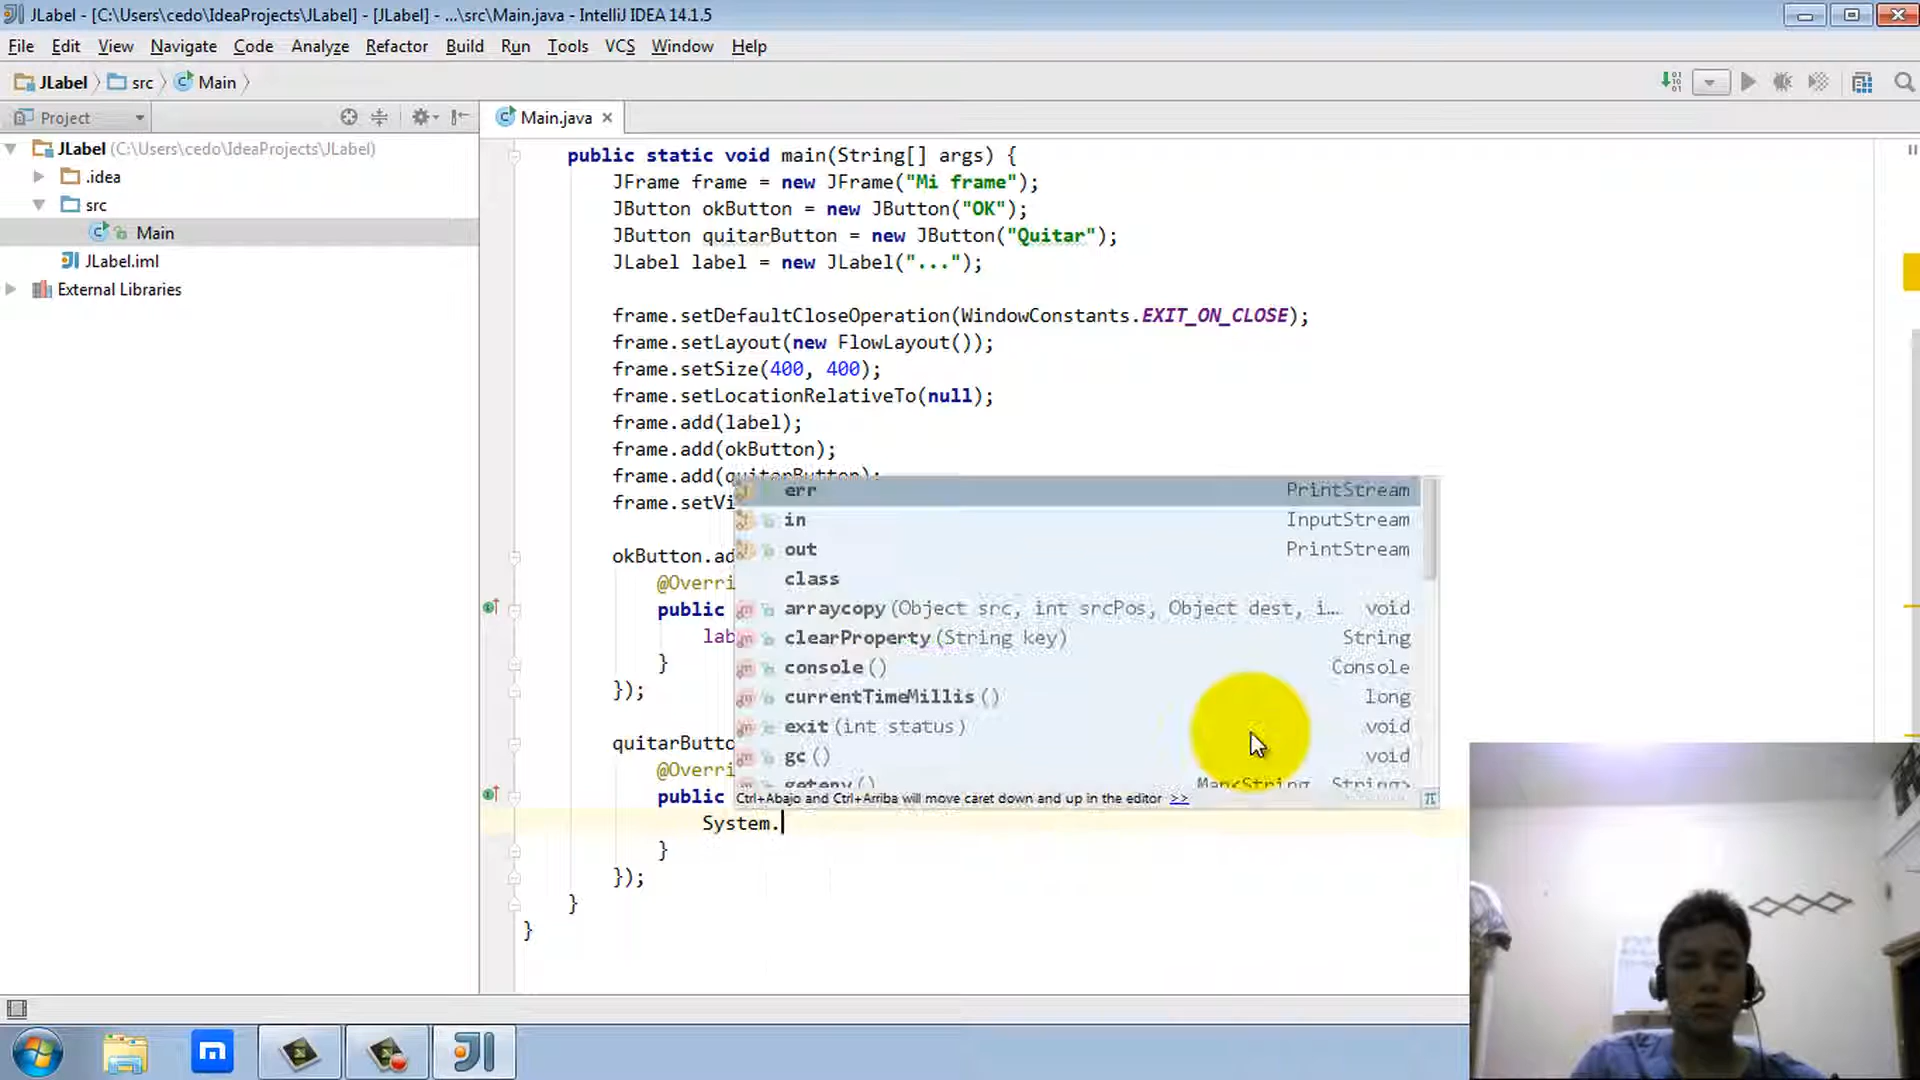 JLabel - [C:\Users\cedo\IdeaProjects\JLabel] - [JLabel] - ...\src\Main.java - IntelliJ IDEA 14.1.5
File Edit View Navigate Code Analyze Refactor Build Run Tools VCS Window Help
JLabel src Main
Project
Main.java
JLabel (C:\Users\cedo\IdeaProjects\JLabel)
.idea
src
Main
JLabel.iml
External Libraries
public static void main(String[] args) {
JFrame frame = new JFrame("Mi frame");
JButton okButton = new JButton("OK");
JButton quitarButton = new JButton("Quitar");
JLabel label = new JLabel("...");
frame.setDefaultCloseOperation(WindowConstants.EXIT_ON_CLOSE);
frame.setLayout(new FlowLayout());
frame.setSize(400, 400);
frame.setLocationRelativeTo(null);
frame.add(label);
frame.add(okButton);
frame.add(quitarButton);
frame.setVi
okButton.ad
@Overri
public
lab
}
});
quitarButto
@Overri
public
System.
}
});
}
}
err PrintStream
in InputStream
out PrintStream
class
arraycopy(Object src, int srcPos, Object dest, i... void
clearProperty(String key) String
console() Console
currentTimeMillis() long
exit(int status) void
gc() void
getenv() Map<String, String>
Ctrl+Abajo and Ctrl+Arriba will move caret down and up in the editor >>
π